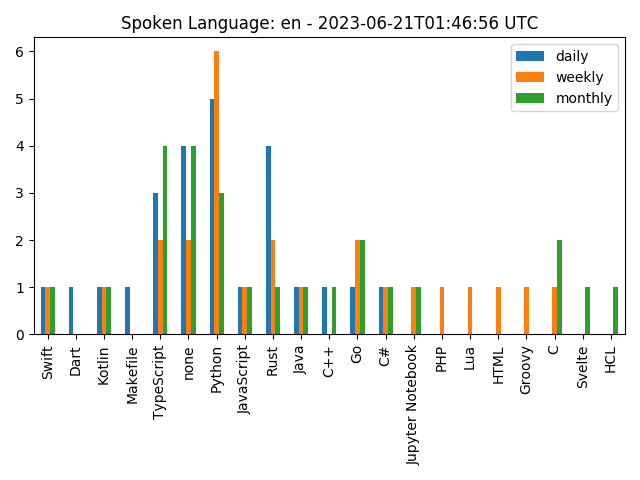 Spoken Language: en - 2023-06-21T01:46:56 UTC
daily
weekly
monthly
6
5
4
3
2
1
0
Swift
Dart
Kotlin
Makefile
TypeScript
none
Python
JavaScript
Rust
Java
C++
Go
C#
Jupyter Notebook
PHP
Lua
HTML
Groovy
C
Svelte
HCL